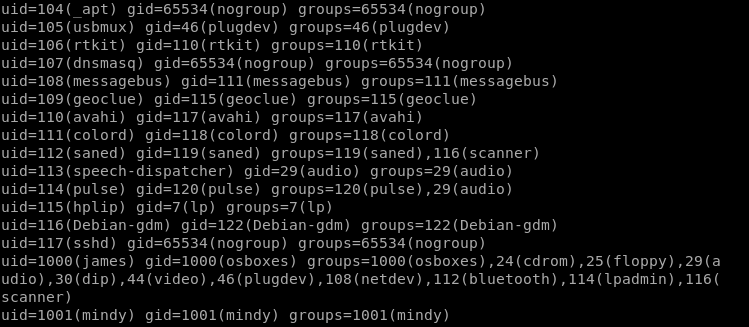 uid=104(_apt) gid=65534(nogroup) groups=65534(nogroup)
uid=105(usbmux) gid=46(plugdev) groups=46(plugdev)
uid=106(rtkit) gid=110(rtkit) groups=110(rtkit)
uid=107(dnsmasq) gid=65534(nogroup) groups=65534(nogroup)
uid=108(messagebus) gid=111(messagebus) groups=111(messagebus)
uid=109(geoclue) gid=115(geoclue) groups=115(geoclue)
uid=110(avahi) gid=117(avahi) groups=117(avahi)
uid=111(colord) gid=118(colord) groups=118(colord)
uid=112(saned) gid=119(saned) groups=119(saned),116(scanner)
uid=113(speech-dispatcher) gid=29(audio) groups=29(audio)
uid=114(pulse) gid=120(pulse) groups=120(pulse),29(audio)
uid=115(hplip) gid=7(lp) groups=7(lp)
uid=116(Debian-gdm) gid=122(Debian-gdm) groups=122(Debian-gdm)
uid=117(sshd) gid=65534(nogroup) groups=65534(nogroup)
uid=1000(james) gid=1000(osboxes) groups=1000(osboxes),24(cdrom),25(floppy),29(a
udio),30(dip),44(video),46(plugdev),108(netdev),112(bluetooth),114(lpadmin),116(
scanner)
uid=1001(mindy) gid=1001(mindy) groups=1001(mindy)